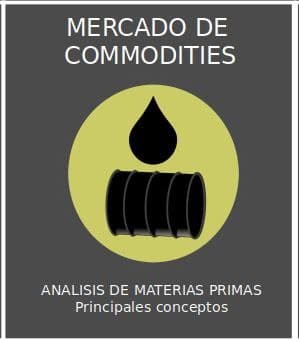 MERCADO DE
COMMODITIES
ANALISIS DE MATERIAS PRIMAS
Principales conceptos